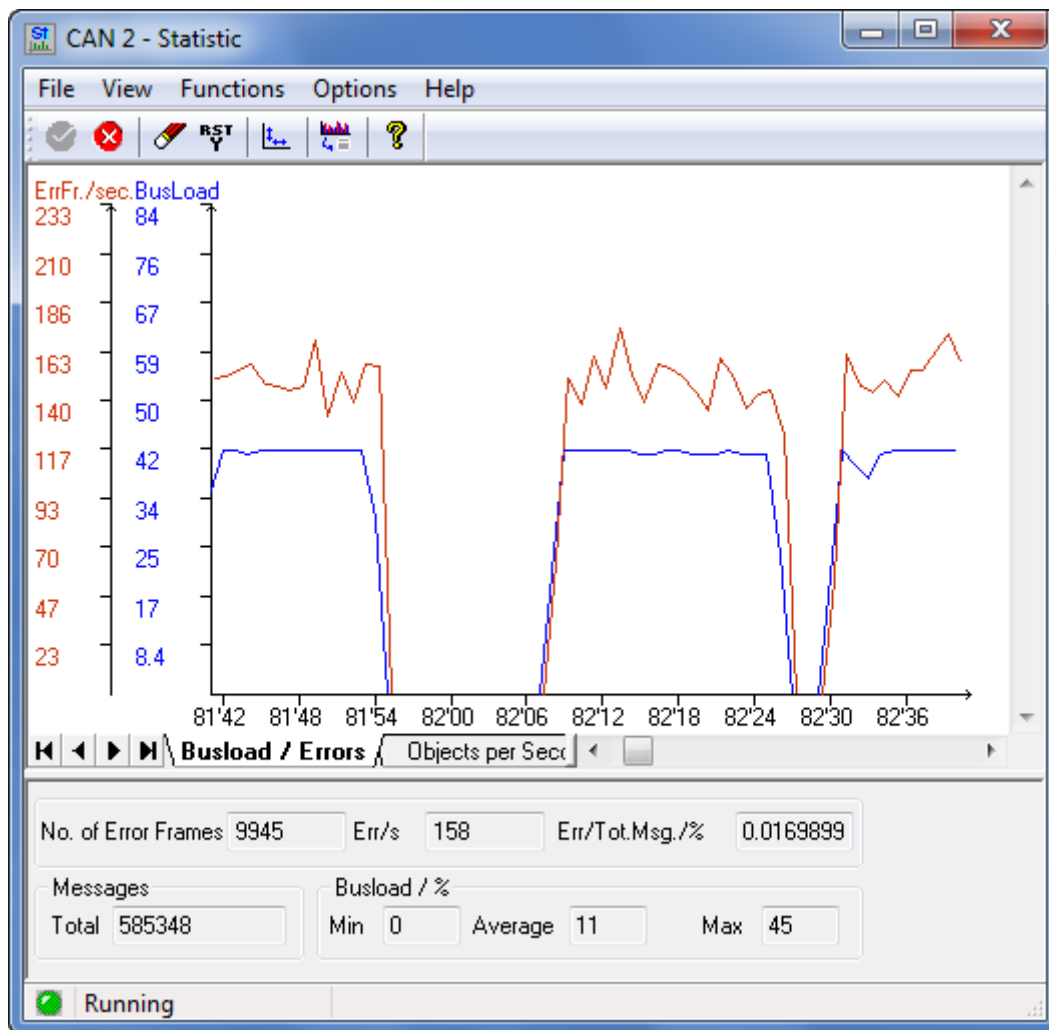 CAN 2 - Statistic
File View Functions Options Help
RST
ErrFr./sec. BusLoad
233 84
210 76
186 67
163 59
140 50
117 42
93 34
70 25
47 17
23 8.4
81'42 81'48 81'54 82'00 82'06 82'12 82'18 82'24 82'30 82'36
Busload / Errors Objects per Seco
No. of Error Frames 9945 Err/s 158 Err/Tot.Msg./% 0.0169899
Messages Busload / %
Total 585348 Min 0 Average 11 Max 45
Running